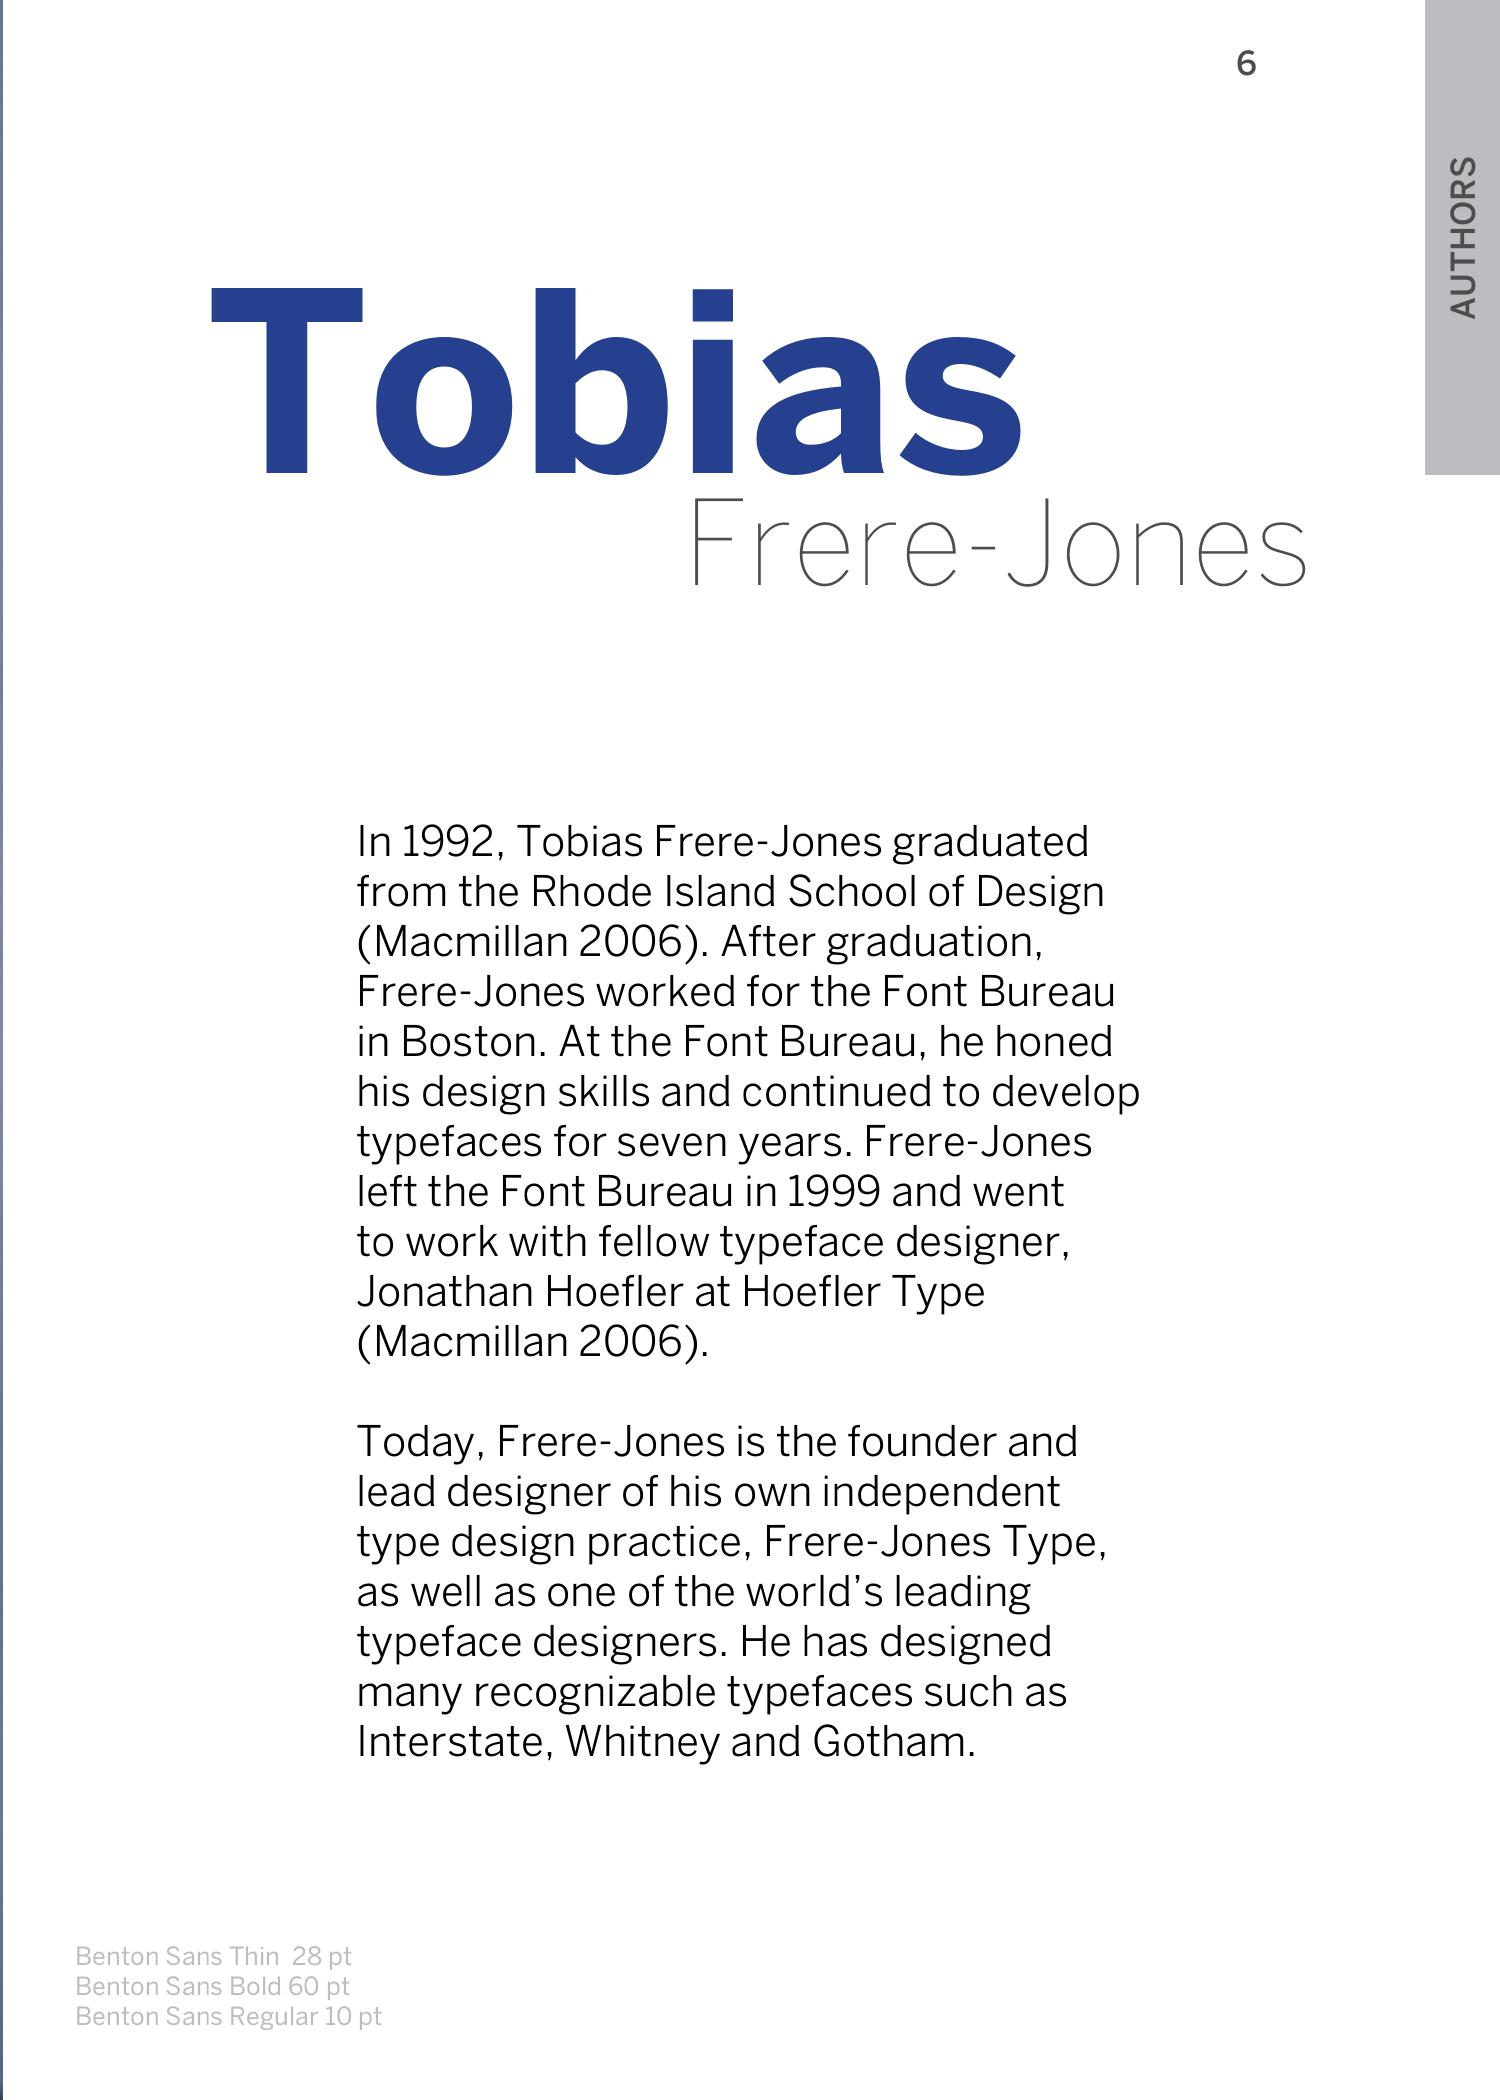 6
AUTHORS
Tobias
Frere-Jones
In 1992, Tobias Frere-Jones graduated
from the Rhode Island School of Design
(Macmillan 2006). After graduation,
Frere-Jones worked for the Font Bureau
in Boston. At the Font Bureau, he honed
his design skills and continued to develop
typefaces for seven years. Frere-Jones
left the Font Bureau in 1999 and went
to work with fellow typeface designer,
Jonathan Hoefler at Hoefler Type
(Macmillan 2006).
Today, Frere-Jones is the founder and
lead designer of his own independent
type design practice, Frere-Jones Type,
as well as one of the world’s leading
typeface designers. He has designed
many recognizable typefaces such as
Interstate, Whitney and Gotham.
Benton Sans Thin  28 pt
Benton Sans Bold 60 pt
Benton Sans Regular 10 pt